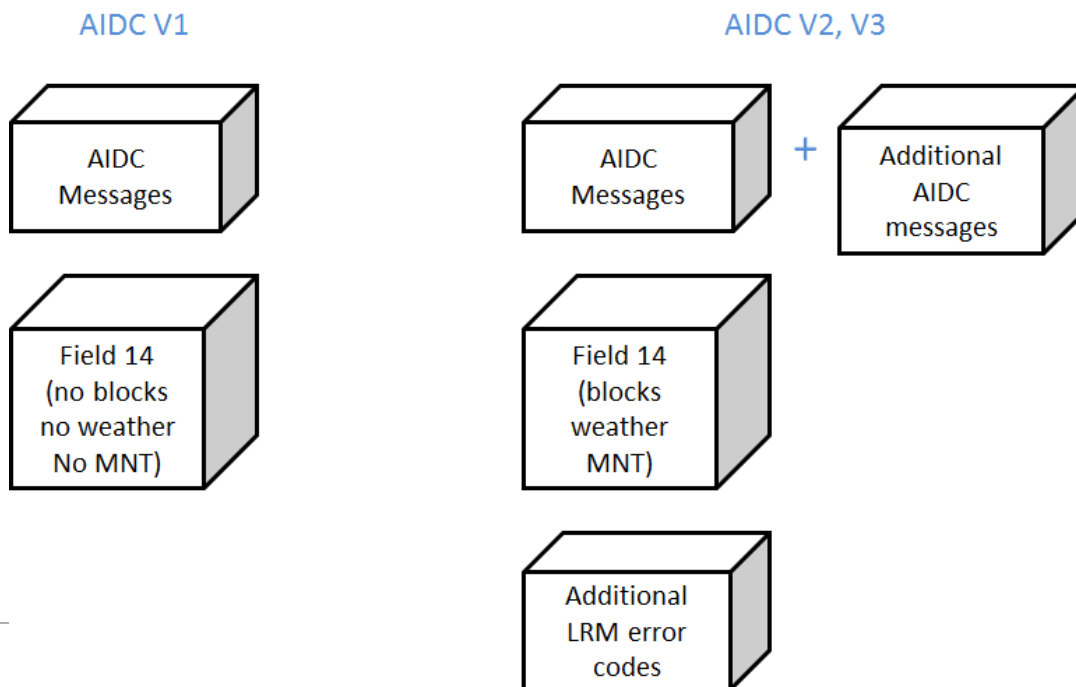 AIDC V1
AIDC
Messages
Field 14
(no blocks
no weather
No MNT)
AIDC V2, V3
AIDC
Messages
+
Additional
AIDC
messages
Field 14
(blocks
weather
MNT)
Additional
LRM error
codes